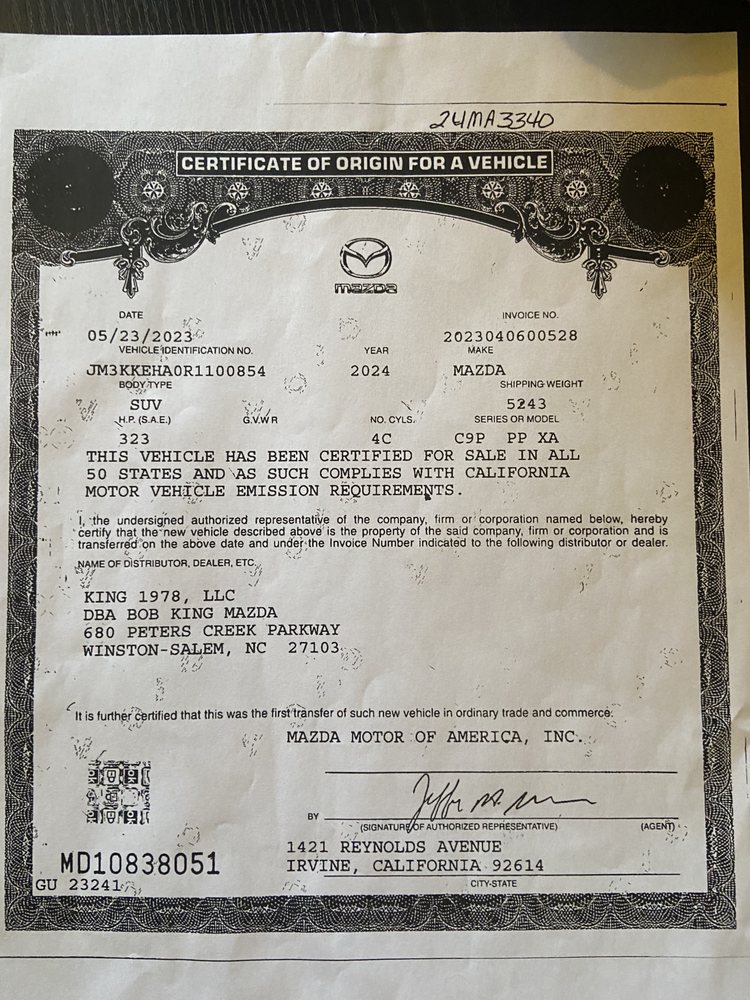 24MA3340
CERTIFICATE OF ORIGIN FOR A VEHICLE
mazda
DATE INVOICE NO.
05/23/2023 2023040600528
VEHICLE IDENTIFICATION NO. YEAR MAKE
JM3KKEHA0R1100854 2024 MAZDA
BODY TYPE SHIPPING WEIGHT
SUV 5243
H.P. (S.A.E.) G.V.W.R NO. CYLS. SERIES OR MODEL
323 4C C9P PP XA
THIS VEHICLE HAS BEEN CERTIFIED FOR SALE IN ALL
50 STATES AND AS SUCH COMPLIES WITH CALIFORNIA
MOTOR VEHICLE EMISSION REQUIREMENTS.
I, the undersigned authorized representative of the company, firm or corporation named below, hereby
certify that the new vehicle described above is the property of the said company, firm or corporation and is
transferred on the above date and under the Invoice Number indicated to the following distributor or dealer.
NAME OF DISTRIBUTOR, DEALER, ETC.
KING 1978, LLC
DBA BOB KING MAZDA
680 PETERS CREEK PARKWAY
WINSTON-SALEM, NC 27103
It is further certified that this was the first transfer of such new vehicle in ordinary trade and commerce.
MAZDA MOTOR OF AMERICA, INC.
BY
(SIGNATURE OF AUTHORIZED REPRESENTATIVE) (AGENT)
1421 REYNOLDS AVENUE
MD10838051 IRVINE, CALIFORNIA 92614
GU 23241 CITY-STATE